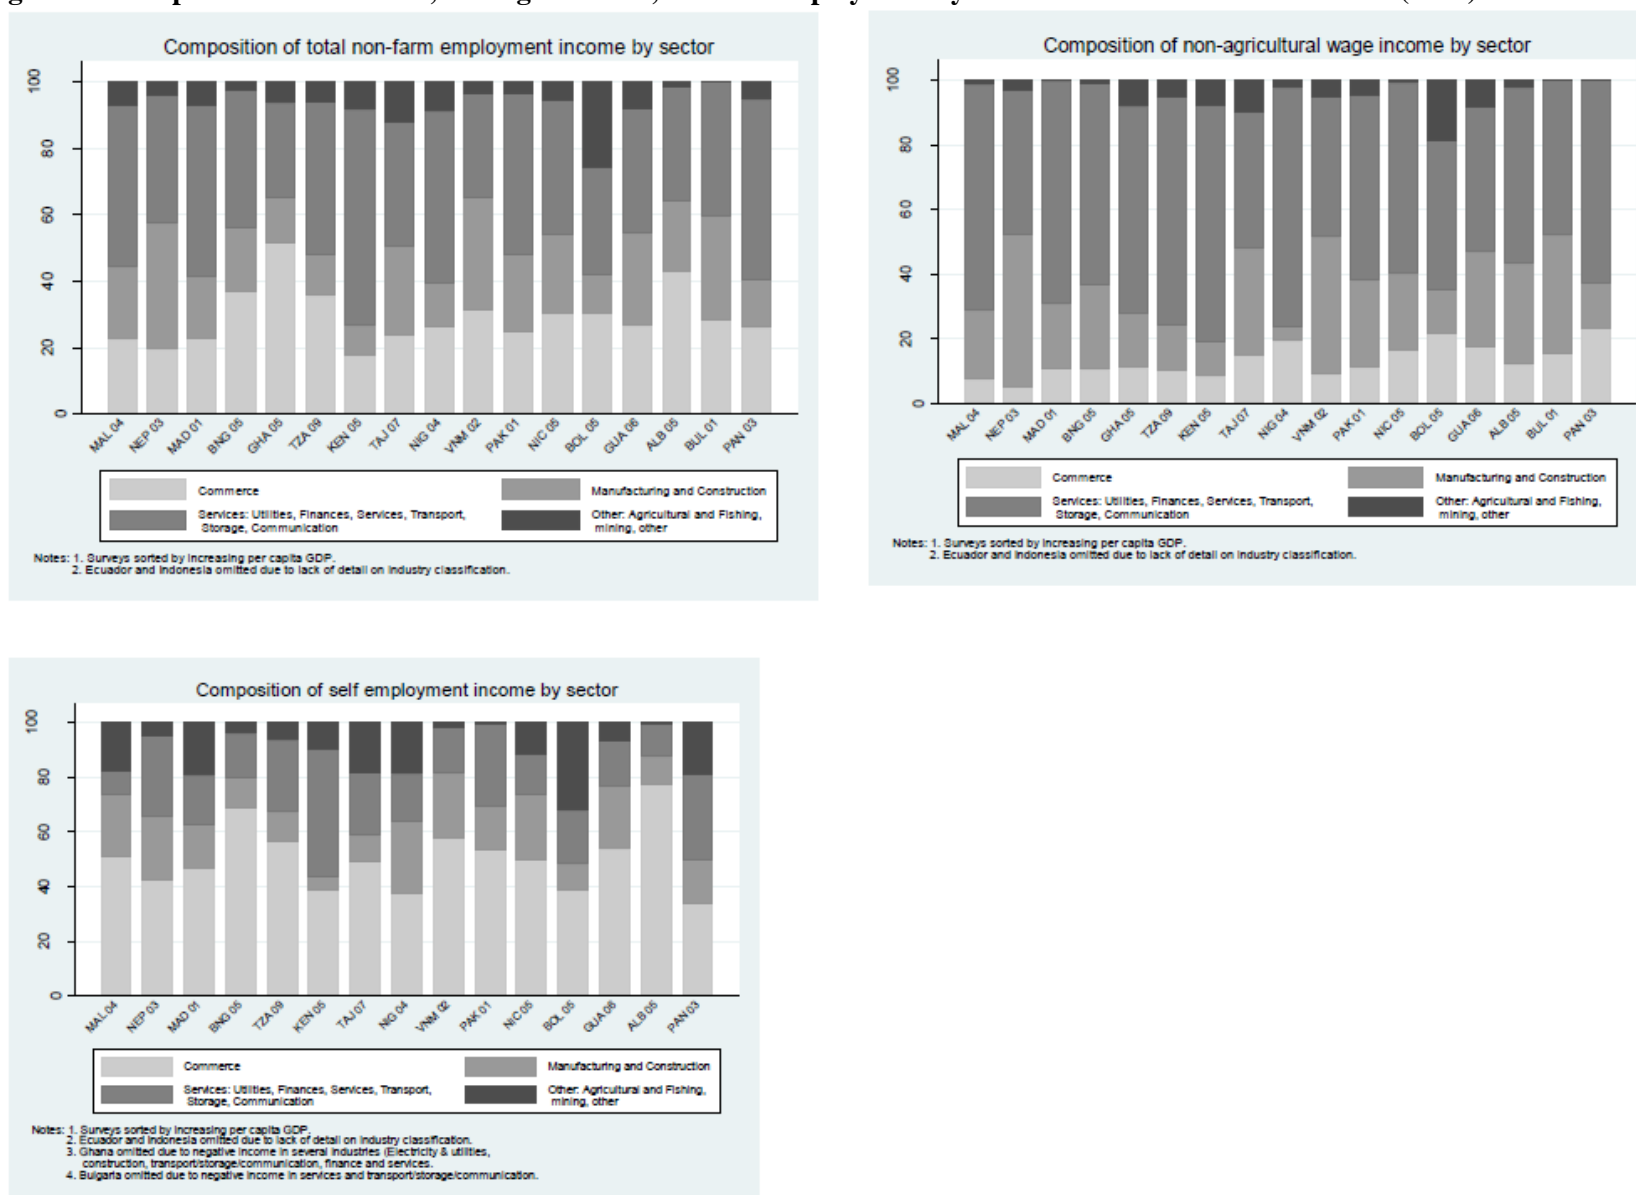 Composition of total non-farm employment income by sector
100
80
60
40
20
0
MAL 04 NEP 03 MAD 01 BNG 05 GHA 05 TZA 09 KEN 05 TAJ 07 NIG 04 VNM 02 PAK 01 NIC 05 BOL 05 GUA 06 ALB 05 BUL 01 PAN 03
Commerce
Manufacturing and Construction
Services: Utilities, Finances, Services, Transport,
Storage, Communication
Other: Agricultural and Fishing,
mining, other
Notes: 1. Surveys sorted by increasing per capita GDP.
2. Ecuador and Indonesia omitted due to lack of detail on industry classification.
Composition of non-agricultural wage income by sector
100
80
60
40
20
0
MAL 04 NEP 03 MAD 01 BNG 05 GHA 05 TZA 09 KEN 05 TAJ 07 NIG 04 VNM 02 PAK 01 NIC 05 BOL 05 GUA 06 ALB 05 BUL 01 PAN 03
Commerce
Manufacturing and Construction
Services: Utilities, Finances, Services, Transport,
Storage, Communication
Other: Agricultural and Fishing,
mining, other
Notes: 1. Surveys sorted by increasing per capita GDP.
2. Ecuador and Indonesia omitted due to lack of detail on industry classification.
Composition of self employment income by sector
100
80
60
40
20
0
MAL 04 NEP 03 MAD 01 BNG 05 TZA 09 KEN 05 TAJ 07 NIG 04 VNM 02 PAK 01 NIC 05 BOL 05 GUA 06 ALB 05 PAN 03
Commerce
Manufacturing and Construction
Services: Utilities, Finances, Services, Transport,
Storage, Communication
Other: Agricultural and Fishing,
mining, other
Notes: 1. Surveys sorted by increasing per capita GDP.
2. Ecuador and Indonesia omitted due to lack of detail on industry classification.
3. Ghana omitted due to negative income in several industries (Electricity & utilities,
construction, transport/storage/communication, finance and services.
4. Bulgaria omitted due to negative income in services and transport/storage/communication.